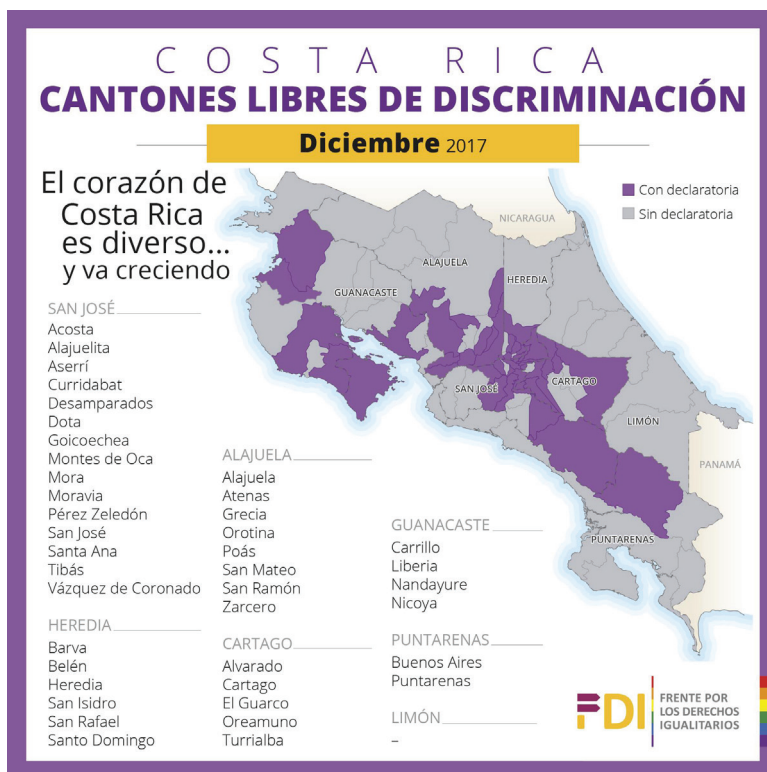 COSTA RICA
CANTONES LIBRES DE DISCRIMINACIÓN
Diciembre 2017
El corazón de
Costa Rica
es diverso...
y va creciendo
Con declaratoria
Sin declaratoria
NICARAGUA
ALAJUELA
HEREDIA
GUANACASTE
SAN JOSÉ
CARTAGO
LIMÓN
PANAMÁ
PUNTARENAS
SAN JOSÉ
Acosta
Alajuelita
Aserrí
Curridabat
Desamparados
Dota
Goicoechea
Montes de Oca
Mora
Moravia
Pérez Zeledón
San José
Santa Ana
Tibás
Vázquez de Coronado
HEREDIA
Barva
Belén
Heredia
San Isidro
San Rafael
Santo Domingo
ALAJUELA
Alajuela
Atenas
Grecia
Orotina
Poás
San Mateo
San Ramón
Zarcero
CARTAGO
Alvarado
Cartago
El Guarco
Oreamuno
Turrialba
GUANACASTE
Carrillo
Liberia
Nandayure
Nicoya
PUNTARENAS
Buenos Aires
Puntarenas
LIMÓN
–
FDI
FRENTE POR
LOS DERECHOS
IGUALITARIOS